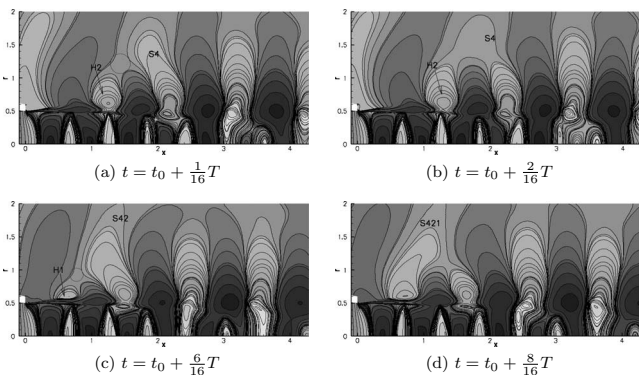 2
1.5
1
0.5
0
r
H2
S4
0
1
2
3
4
x
(a) t = t₀ + 1/16 T
2
1.5
1
0.5
0
r
H2
S4
0
1
2
3
4
x
(b) t = t₀ + 2/16 T
2
1.5
1
0.5
0
r
H1
S42
0
1
2
3
4
x
(c) t = t₀ + 6/16 T
2
1.5
1
0.5
0
r
S421
0
1
2
3
4
x
(d) t = t₀ + 8/16 T